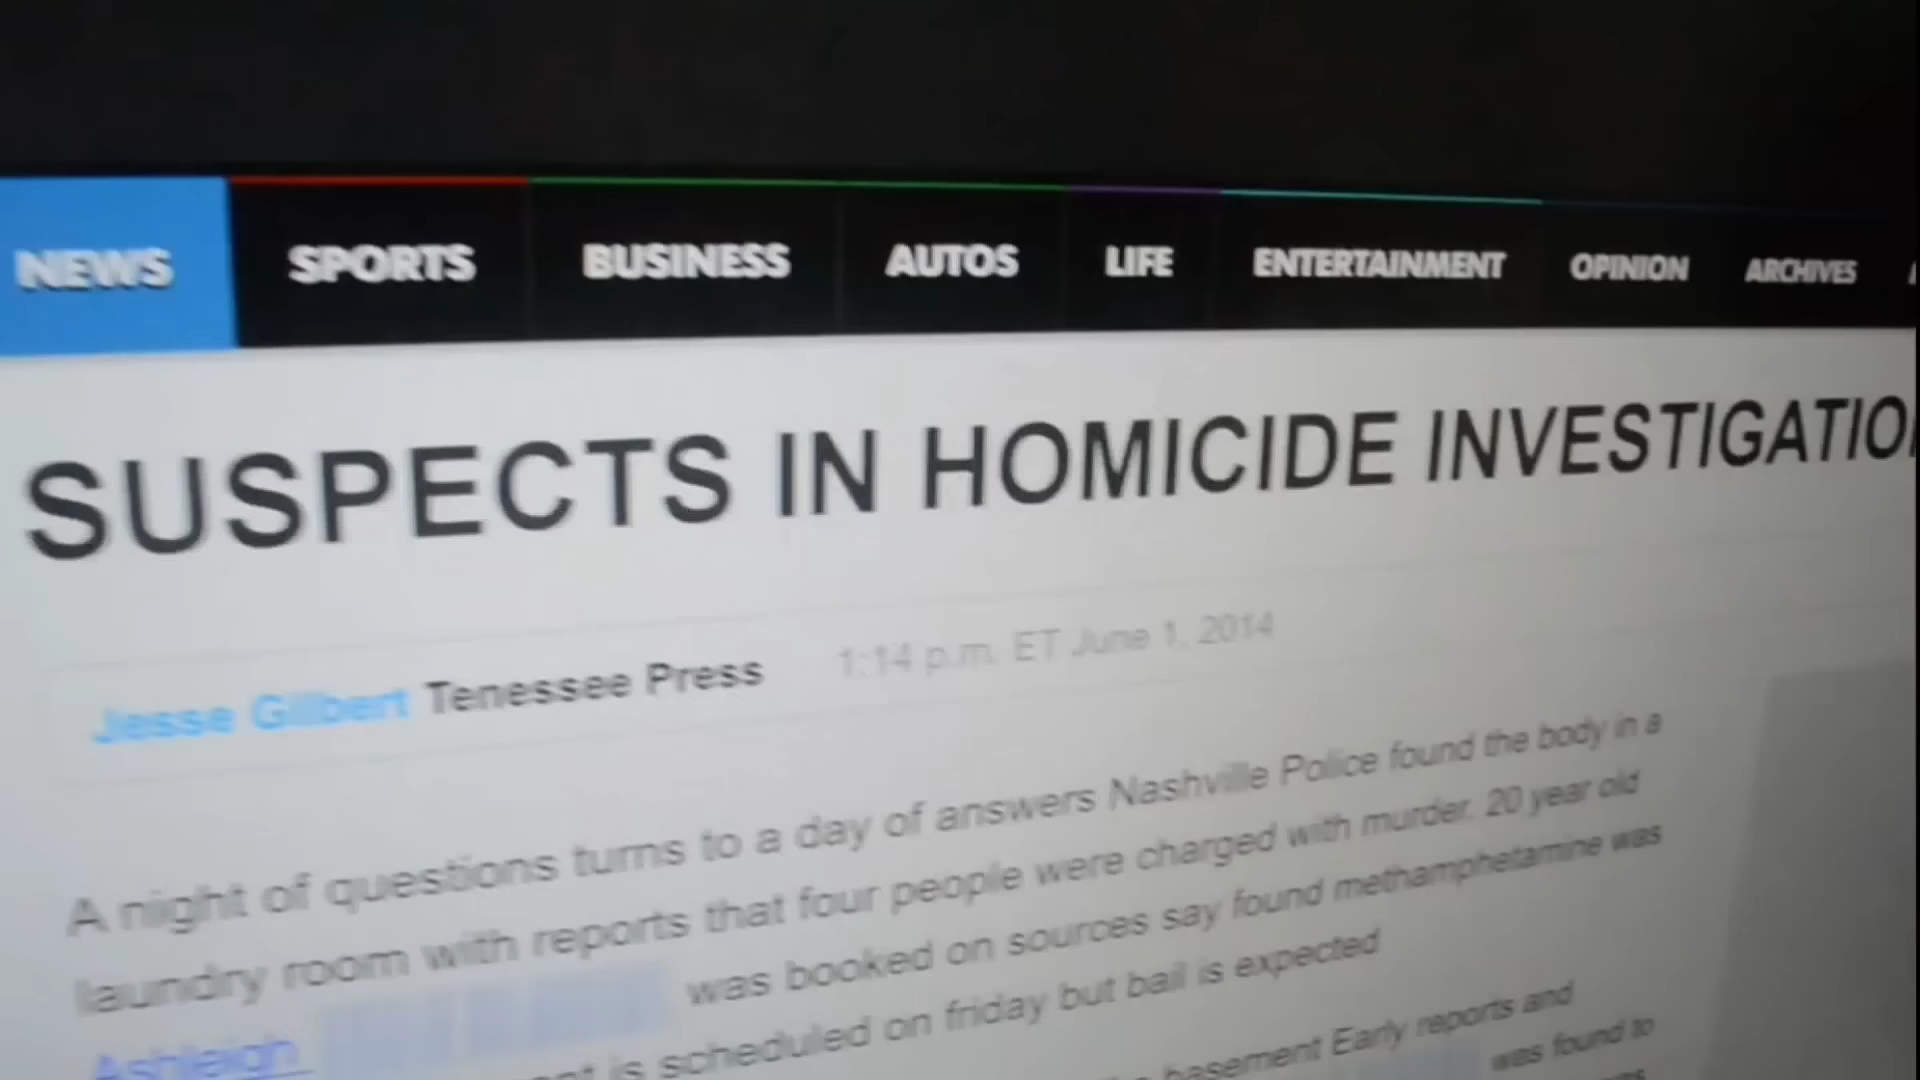 NEWS SPORTS BUSINESS AUTOS LIFE ENTERTAINMENT OPINION ARCHIVES
SUSPECTS IN HOMICIDE INVESTIGATIO
Jesse Gilbert Tenessee Press 1:14 p.m. ET June 1, 2014
A night of questions turns to a day of answers Nashville Police found the body in a
laundry room with reports that four people were charged with murder. 20 year old
Ashleigh was booked on sources say found methamphetamine was
is scheduled on friday but bail is expected
basement Early reports and
was found to